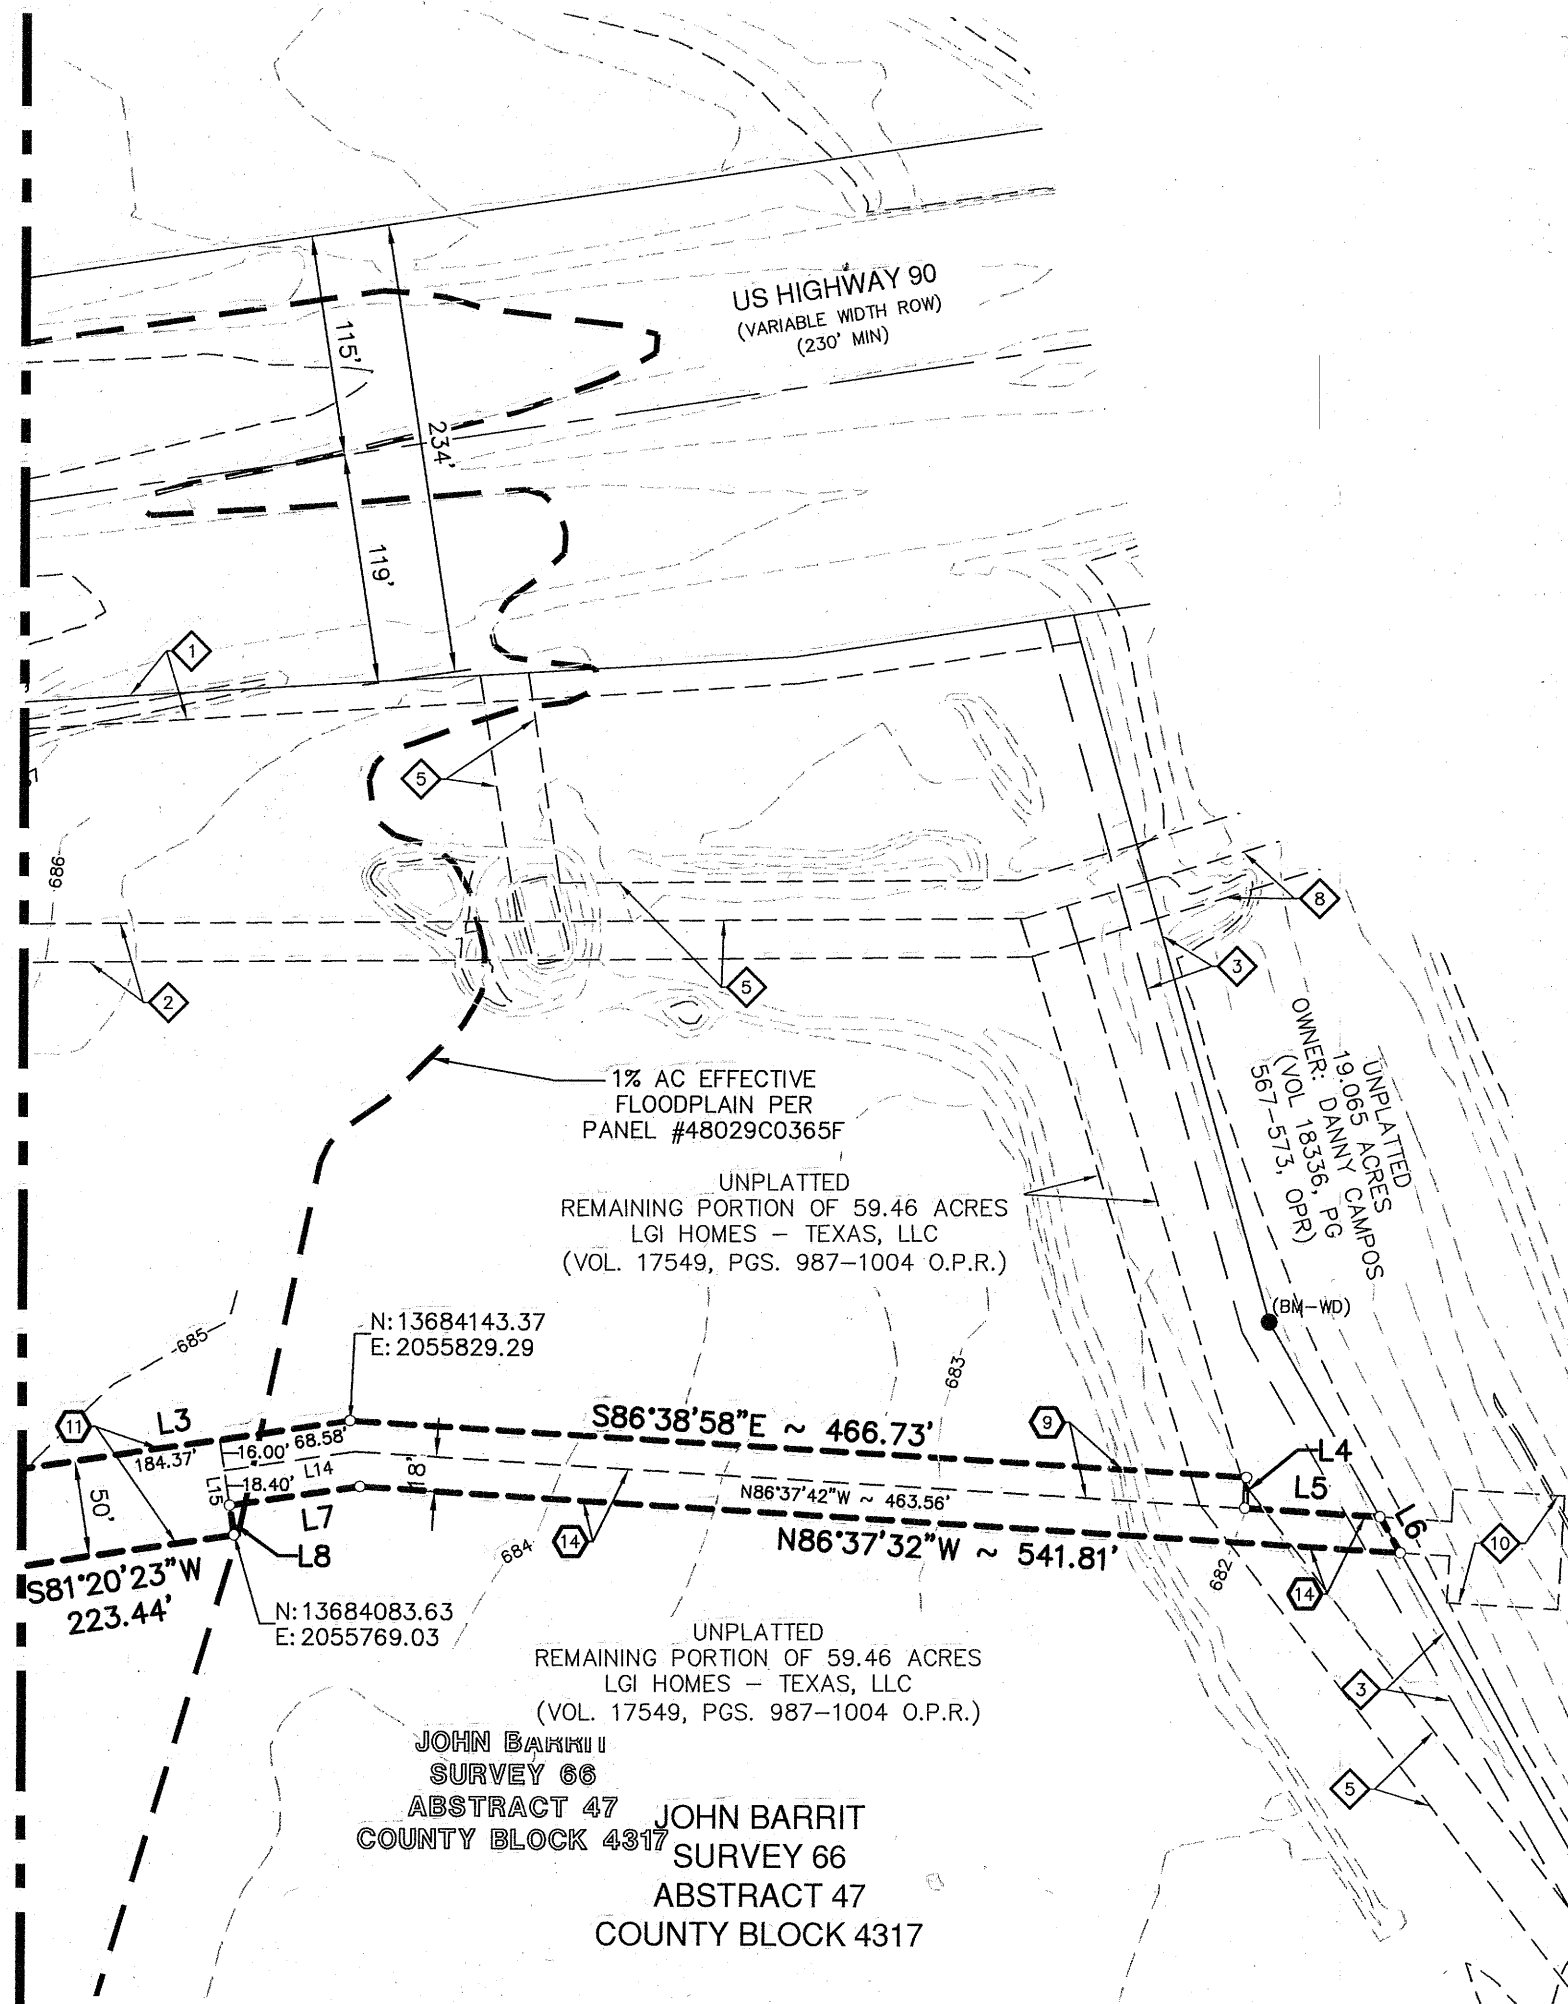 US HIGHWAY 90
(VARIABLE WIDTH ROW)
(230' MIN)
115'
234'
119'
1
5
686
8
3
2
5
1% AC EFFECTIVE
FLOODPLAIN PER
PANEL #48029C0365F
UNPLATTED
19.065 ACRES
OWNER: DANNY CAMPOS
(VOL 18336, PG
567-573, OPR)
UNPLATTED
REMAINING PORTION OF 59.46 ACRES
LGI HOMES - TEXAS, LLC
(VOL. 17549, PGS. 987-1004 O.P.R.)
(BM-WD)
N: 13684143.37
E: 2055829.29
685
683
11
L3
184.37'
16.00'
68.58'
S86°38'58"E ~ 466.73'
9
L4
L5
L6
L15
18.40'
L14
18'
N86°37'42"W ~ 463.56'
50'
L7
L8
684
14
N86°37'32"W ~ 541.81'
10
682
14
S81°20'23"W
223.44'
N: 13684083.63
E: 2055769.03
UNPLATTED
REMAINING PORTION OF 59.46 ACRES
LGI HOMES - TEXAS, LLC
(VOL. 17549, PGS. 987-1004 O.P.R.)
3
5
JOHN BARRIT
SURVEY 66
ABSTRACT 47
COUNTY BLOCK 4317
JOHN BARRIT
SURVEY 66
ABSTRACT 47
COUNTY BLOCK 4317